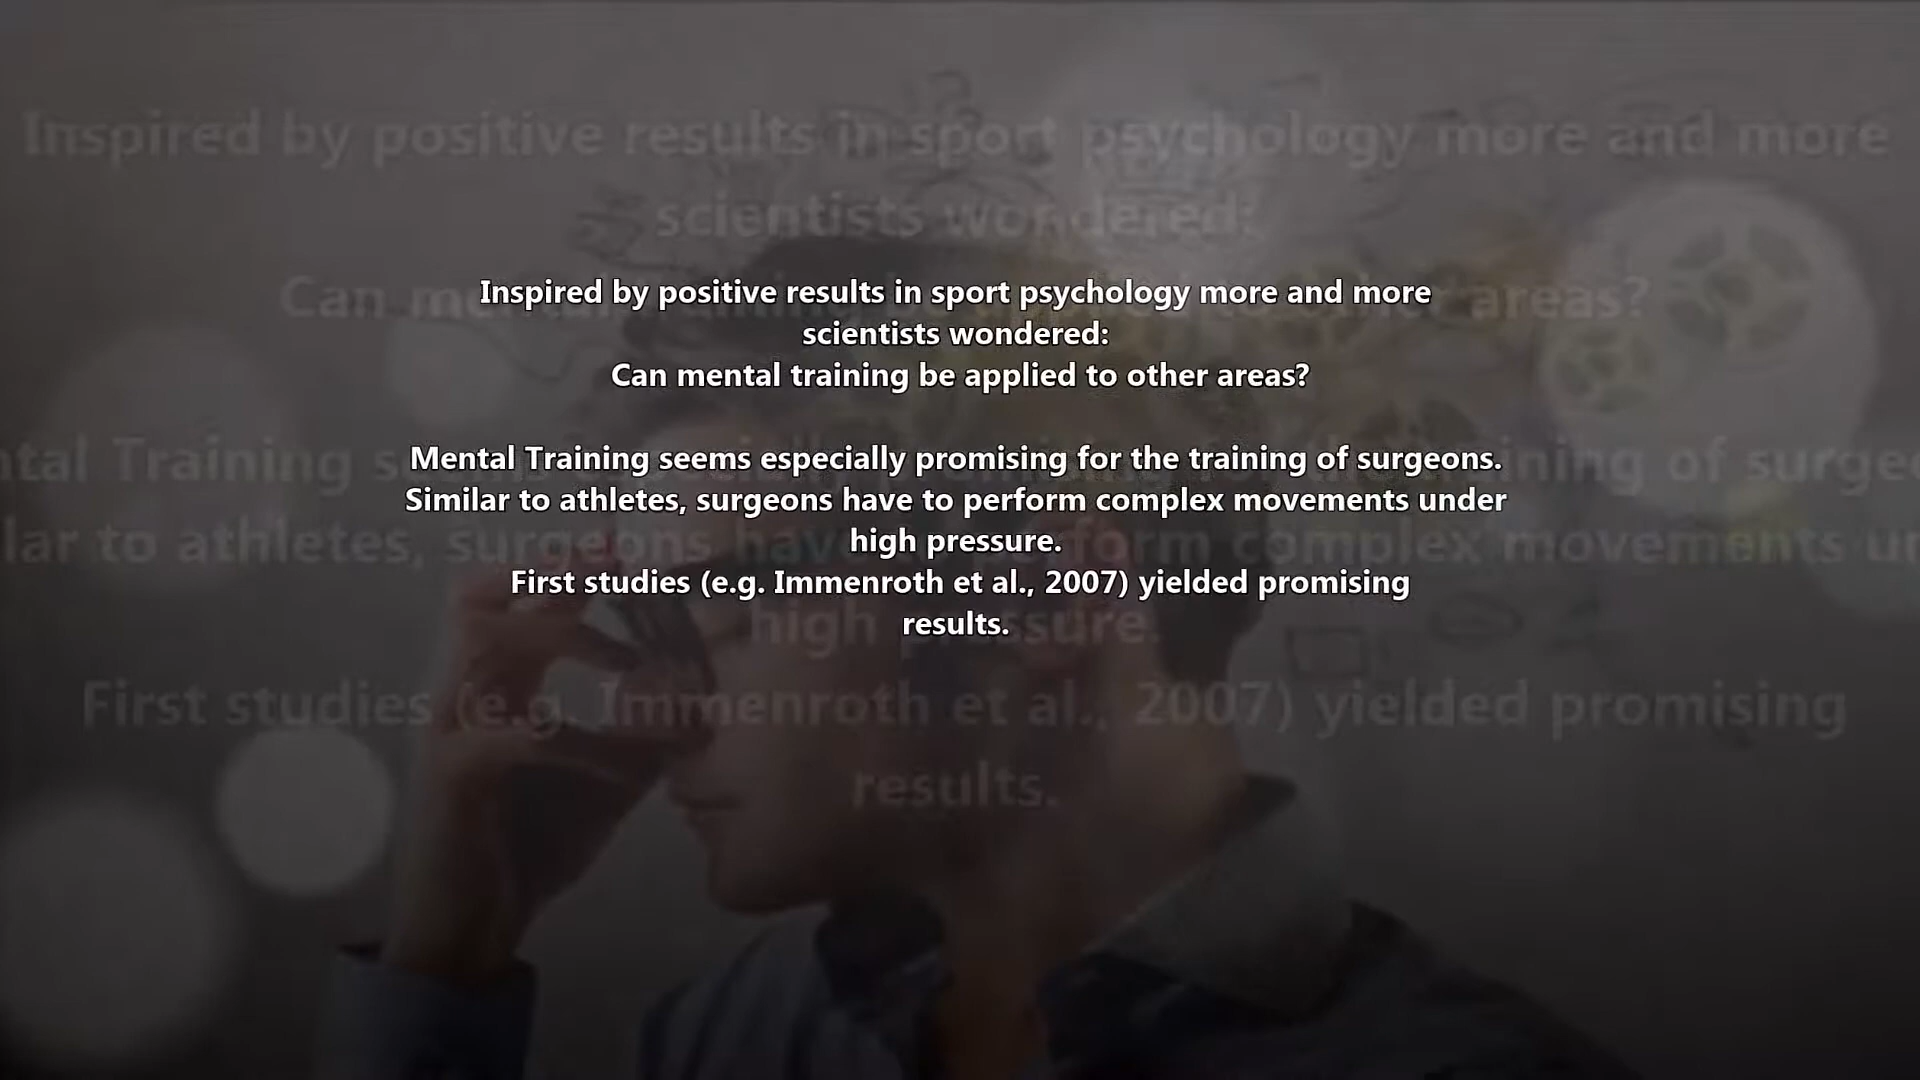 Inspired by positive results in sport psychology more and more
scientists wondered:
Can mental training be applied to other areas?
Mental Training seems especially promising for the training of surgeons.
Similar to athletes, surgeons have to perform complex movements under
high pressure.
First studies (e.g. Immenroth et al., 2007) yielded promising
results.